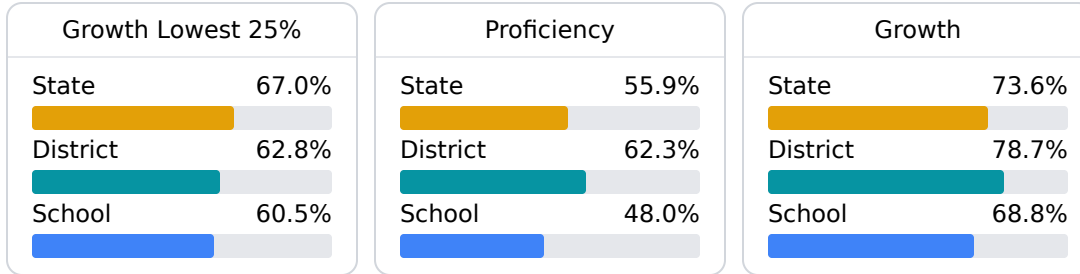 Growth Lowest 25%
State 67.0%
District 62.8%
School 60.5%
Proficiency
State 55.9%
District 62.3%
School 48.0%
Growth
State 73.6%
District 78.7%
School 68.8%